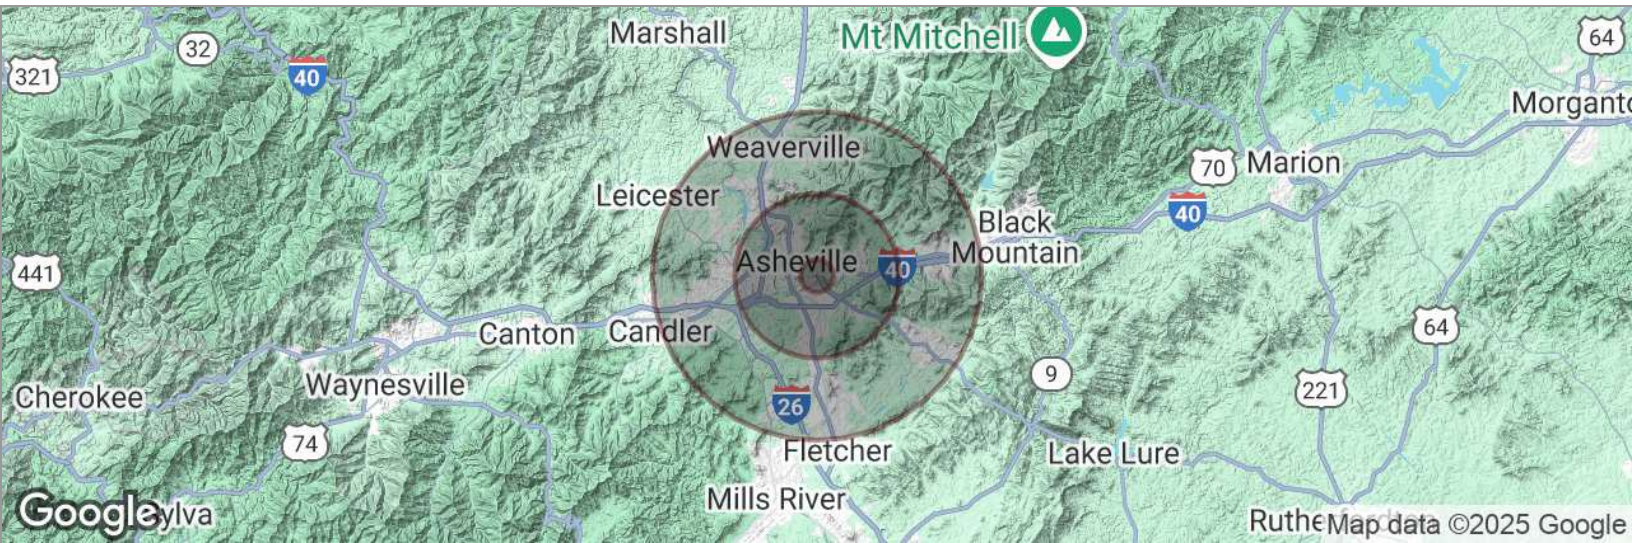 Marshall
Mt Mitchell
64
32
321
40
Morganto
Weaverville
70
Marion
Leicester
40
Black
Mountain
Asheville
40
441
Canton
Candler
64
9
Waynesville
221
Cherokee
26
74
Fletcher
Lake Lure
Mills River
Google
ylva
Ruthe
Map data ©2025 Google